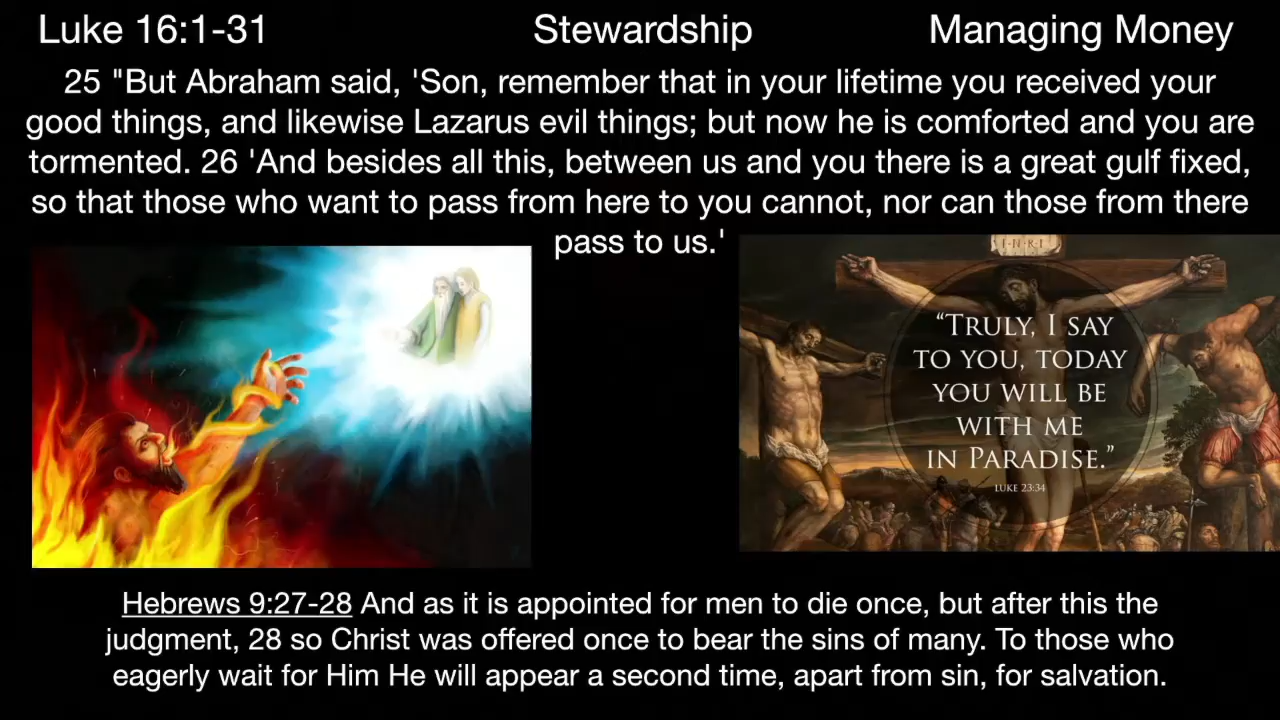 Luke 16:1-31 Stewardship Managing Money
25 "But Abraham said, 'Son, remember that in your lifetime you received your
good things, and likewise Lazarus evil things; but now he is comforted and you are
tormented. 26 'And besides all this, between us and you there is a great gulf fixed,
so that those who want to pass from here to you cannot, nor can those from there
pass to us.'
I·N·R·I
“TRULY, I SAY
TO YOU, TODAY
YOU WILL BE
WITH ME
IN PARADISE.”
LUKE 23:34
Hebrews 9:27-28 And as it is appointed for men to die once, but after this the
judgment, 28 so Christ was offered once to bear the sins of many. To those who
eagerly wait for Him He will appear a second time, apart from sin, for salvation.